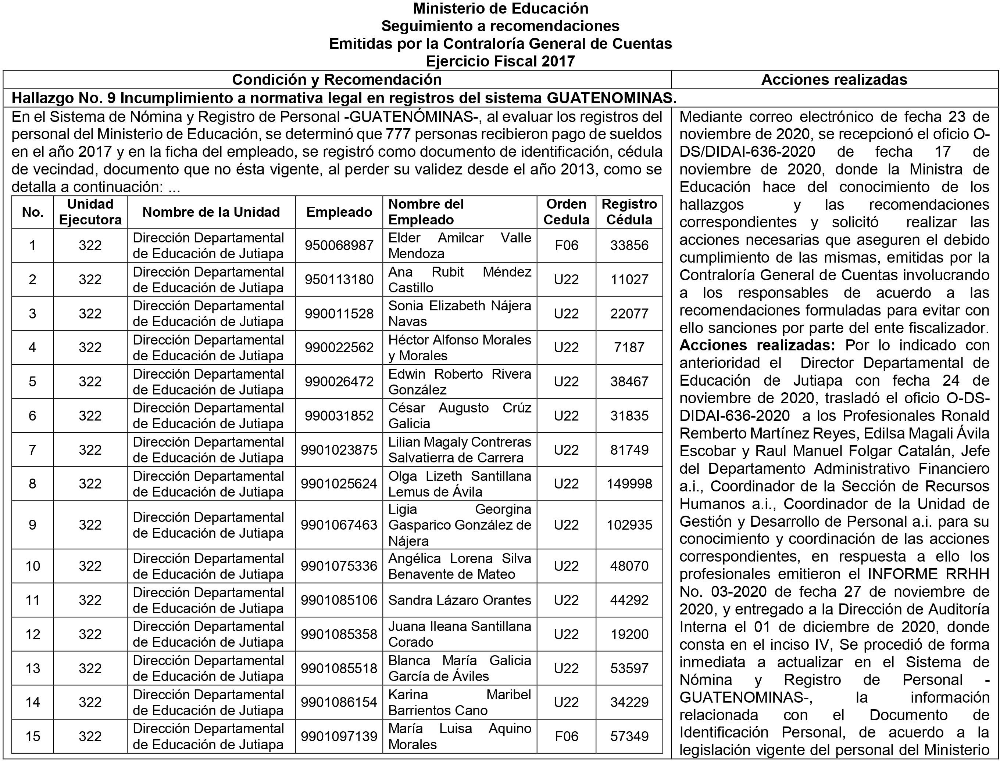 Ministerio de Educación
Seguimiento a recomendaciones
Emitidas por la Contraloría General de Cuentas
Ejercicio Fiscal 2017
Condición y Recomendación
Acciones realizadas
Hallazgo No. 9 Incumplimiento a normativa legal en registros del sistema GUATENOMINAS.
En el Sistema de Nómina y Registro de Personal -GUATENÓMINAS-, al evaluar los registros del
personal del Ministerio de Educación, se determinó que 777 personas recibieron pago de sueldos
en el año 2017 y en la ficha del empleado, se registró como documento de identificación, cédula
de vecindad, documento que no ésta vigente, al perder su validez desde el año 2013, como se
detalla a continuación: ...
No. Unidad Ejecutora Nombre de la Unidad Empleado Nombre del Empleado Orden Cedula Registro Cédula
1 322 Dirección Departamental de Educación de Jutiapa 950068987 Elder Amilcar Valle Mendoza F06 33856
2 322 Dirección Departamental de Educación de Jutiapa 950113180 Ana Rubit Méndez Castillo U22 11027
3 322 Dirección Departamental de Educación de Jutiapa 990011528 Sonia Elizabeth Nájera Navas U22 22077
4 322 Dirección Departamental de Educación de Jutiapa 990022562 Héctor Alfonso Morales y Morales U22 7187
5 322 Dirección Departamental de Educación de Jutiapa 990026472 Edwin Roberto Rivera González U22 38467
6 322 Dirección Departamental de Educación de Jutiapa 990031852 César Augusto Crúz Galicia U22 31835
7 322 Dirección Departamental de Educación de Jutiapa 9901023875 Lilian Magaly Contreras Salvatierra de Carrera U22 81749
8 322 Dirección Departamental de Educación de Jutiapa 9901025624 Olga Lizeth Santillana Lemus de Ávila U22 149998
9 322 Dirección Departamental de Educación de Jutiapa 9901067463 Ligia Georgina Gasparico González de Nájera U22 102935
10 322 Dirección Departamental de Educación de Jutiapa 9901075336 Angélica Lorena Silva Benavente de Mateo U22 48070
11 322 Dirección Departamental de Educación de Jutiapa 9901085106 Sandra Lázaro Orantes U22 44292
12 322 Dirección Departamental de Educación de Jutiapa 9901085358 Juana Ileana Santillana Corado U22 19200
13 322 Dirección Departamental de Educación de Jutiapa 9901085518 Blanca María Galicia García de Áviles U22 53597
14 322 Dirección Departamental de Educación de Jutiapa 9901086154 Karina Maribel Barrientos Cano U22 34229
15 322 Dirección Departamental de Educación de Jutiapa 9901097139 María Luisa Aquino Morales F06 57349
Mediante correo electrónico de fecha 23 de
noviembre de 2020, se recepcionó el oficio O-
DS/DIDAI-636-2020 de fecha 17 de
noviembre de 2020, donde la Ministra de
Educación hace del conocimiento de los
hallazgos y las recomendaciones
correspondientes y solicitó realizar las
acciones necesarias que aseguren el debido
cumplimiento de las mismas, emitidas por la
Contraloría General de Cuentas involucrando
a los responsables de acuerdo a las
recomendaciones formuladas para evitar con
ello sanciones por parte del ente fiscalizador.
Acciones realizadas: Por lo indicado con
anterioridad el Director Departamental de
Educación de Jutiapa con fecha 24 de
noviembre de 2020, trasladó el oficio O-DS-
DIDAI-636-2020 a los Profesionales Ronald
Remberto Martínez Reyes, Edilsa Magali Ávila
Escobar y Raul Manuel Folgar Catalán, Jefe
del Departamento Administrativo Financiero
a.i., Coordinador de la Sección de Recursos
Humanos a.i., Coordinador de la Unidad de
Gestión y Desarrollo de Personal a.i. para su
conocimiento y coordinación de las acciones
correspondientes, en respuesta a ello los
profesionales emitieron el INFORME RRHH
No. 03-2020 de fecha 27 de noviembre de
2020, y entregado a la Dirección de Auditoría
Interna el 01 de diciembre de 2020, donde
consta en el inciso IV, Se procedió de forma
inmediata a actualizar en el Sistema de
Nómina y Registro de Personal -
GUATENOMINAS-, la información
relacionada con el Documento de
Identificación Personal, de acuerdo a la
legislación vigente del personal del Ministerio